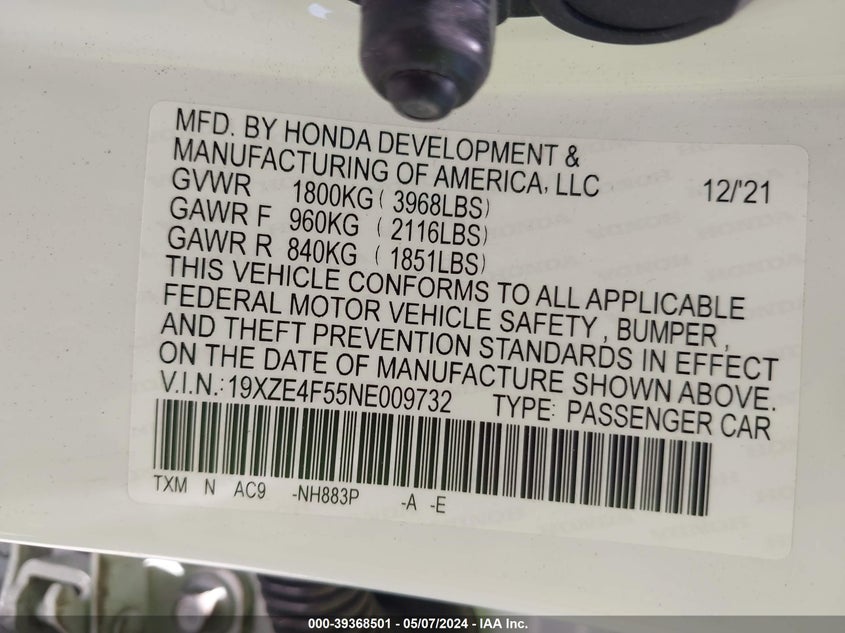 MFD. BY HONDA DEVELOPMENT &
MANUFACTURING OF AMERICA, LLC
GVWR 1800KG ( 3968LBS) 12/'21
GAWR F 960KG ( 2116LBS)
GAWR R 840KG ( 1851LBS)
THIS VEHICLE CONFORMS TO ALL APPLICABLE
FEDERAL MOTOR VEHICLE SAFETY , BUMPER ,
AND THEFT PREVENTION STANDARDS IN EFFECT
ON THE DATE OF MANUFACTURE SHOWN ABOVE.
V.I.N.: 19XZE4F55NE009732 TYPE: PASSENGER CAR
TXM N AC9 -NH883P -A -E
000-39368501 — 05/07/2024 — IAA Inc.